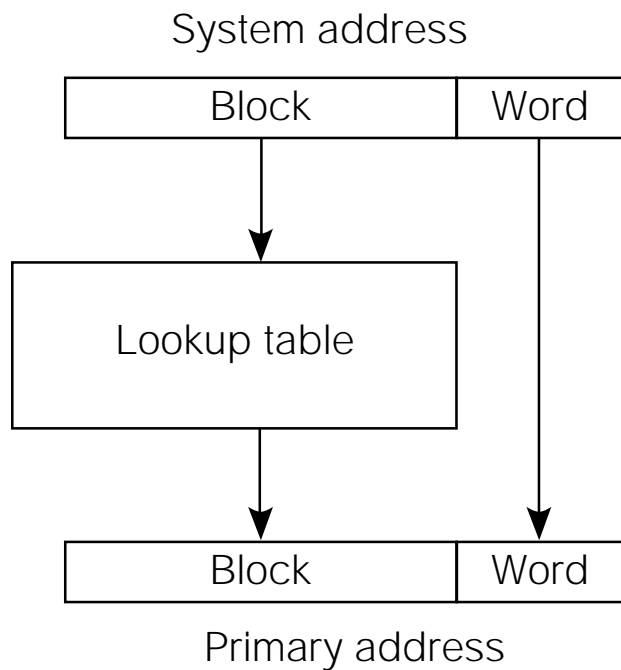 System address
Block Word
Lookup table
Block Word
Primary address